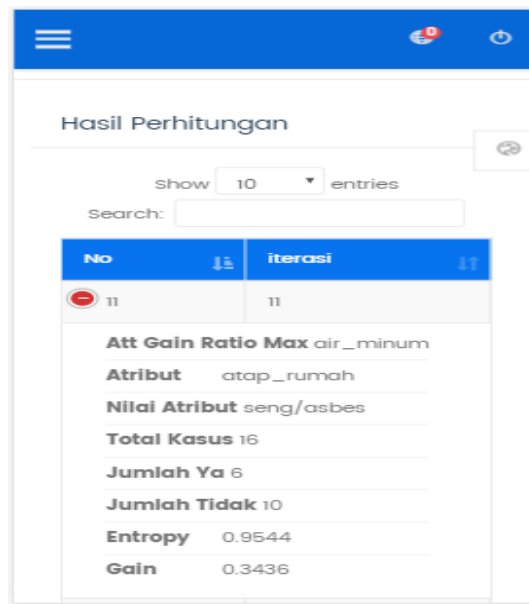 0
Hasil Perhitungan
Show 10 entries
Search:
No iterasi
11 11
Att Gain Ratio Max air_minum
Atribut atap_rumah
Nilai Atribut seng/asbes
Total Kasus 16
Jumlah Ya 6
Jumlah Tidak 10
Entropy 0.9544
Gain 0.3436